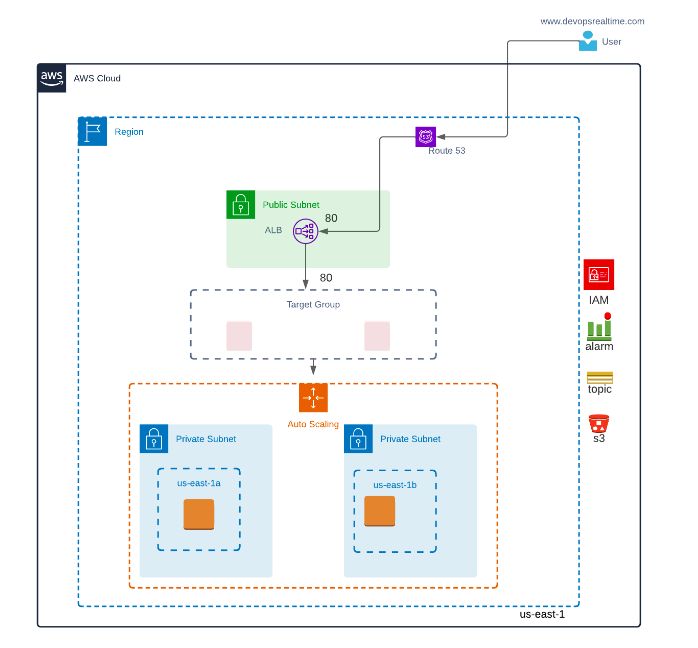 www.devopsrealtime.com
User
aws
AWS Cloud
Region
53
Route 53
Public Subnet
80
ALB
80
IAM
Target Group
alarm
topic
Auto Scaling
s3
Private Subnet
Private Subnet
us-east-1a
us-east-1b
us-east-1